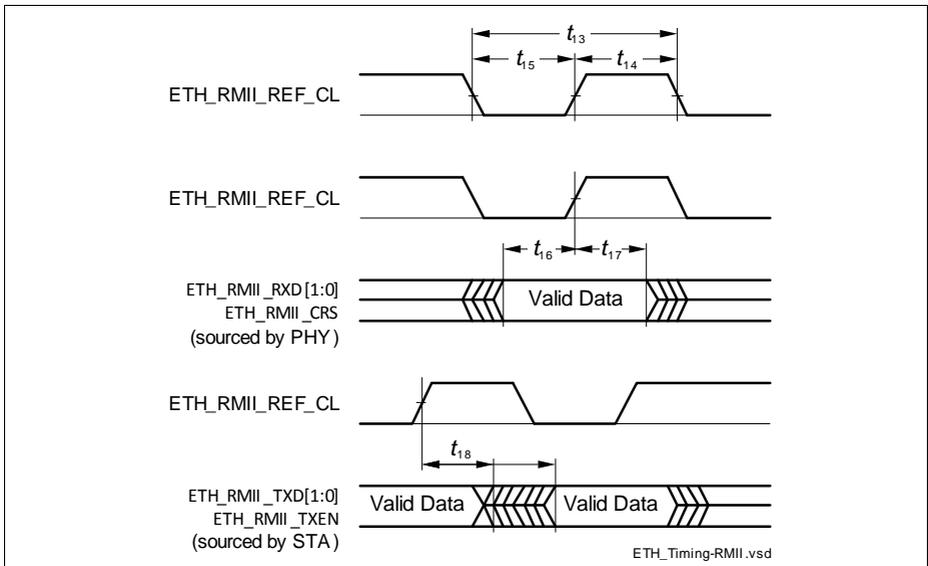 t13
t15 t14
ETH_RMII_REF_CL
ETH_RMII_REF_CL
t16 t17
ETH_RMII_RXD[1:0]
ETH_RMII_CRS
(sourced by PHY)
Valid Data
ETH_RMII_REF_CL
t18
ETH_RMII_TXD[1:0]
ETH_RMII_TXEN
(sourced by STA)
Valid Data Valid Data
ETH_Timing-RMII.vsd